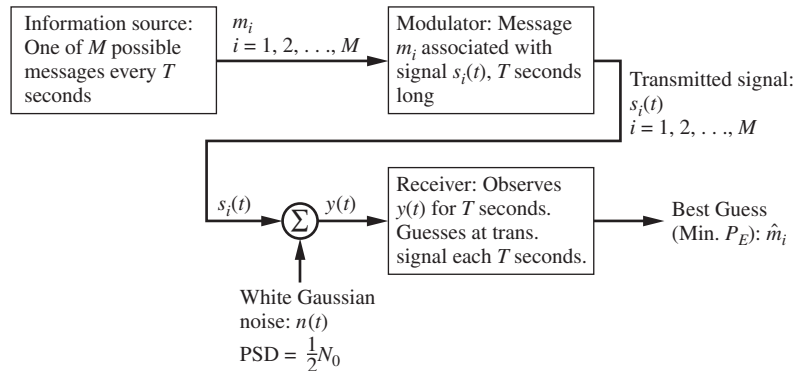 Information source:
One of M possible
messages every T
seconds
m_i
i = 1, 2, . . ., M
Modulator: Message
m_i associated with
signal s_i(t), T seconds
long
Transmitted signal:
s_i(t)
i = 1, 2, . . ., M
s_i(t)
Σ
y(t)
Receiver: Observes
y(t) for T seconds.
Guesses at trans.
signal each T seconds.
Best Guess
(Min. P_E): m̂_i
White Gaussian
noise: n(t)
PSD = 1/2 N_0